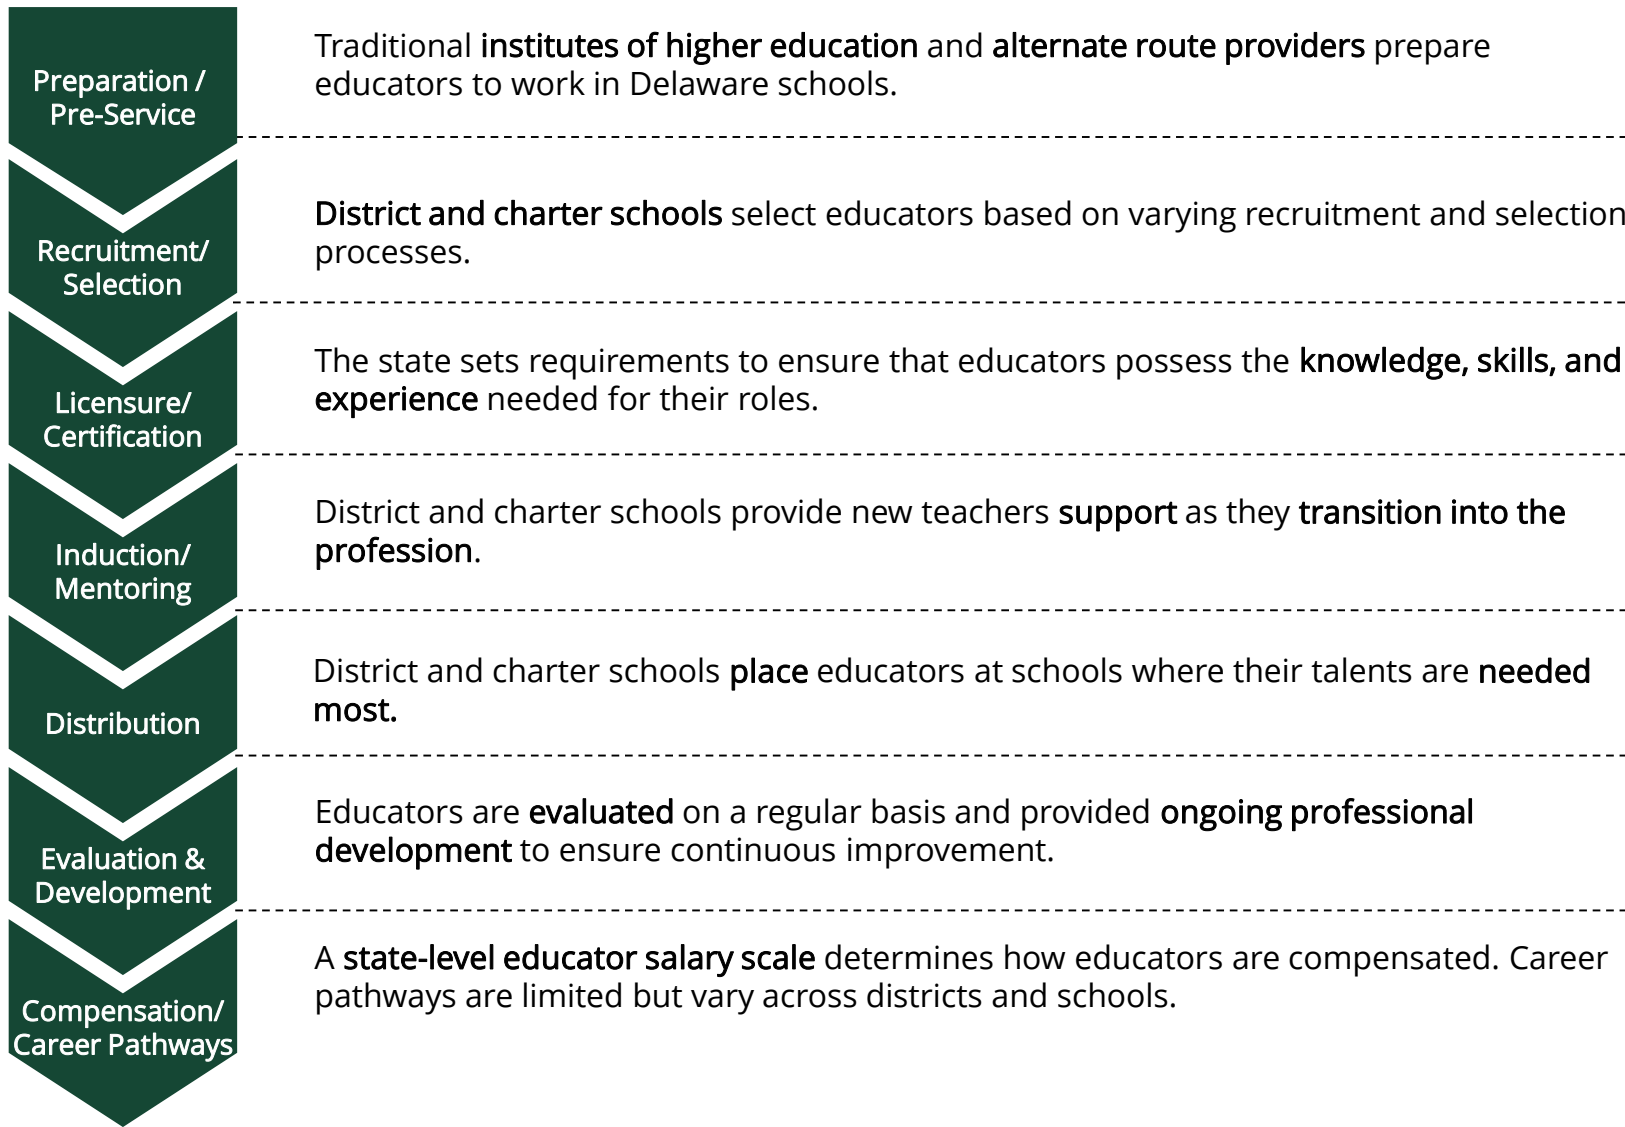 Preparation /
Pre-Service
Traditional institutes of higher education and alternate route providers prepare
educators to work in Delaware schools.
Recruitment/
Selection
District and charter schools select educators based on varying recruitment and selection
processes.
Licensure/
Certification
The state sets requirements to ensure that educators possess the knowledge, skills, and
experience needed for their roles.
Induction/
Mentoring
District and charter schools provide new teachers support as they transition into the
profession.
Distribution
District and charter schools place educators at schools where their talents are needed
most.
Evaluation &
Development
Educators are evaluated on a regular basis and provided ongoing professional
development to ensure continuous improvement.
Compensation/
Career Pathways
A state-level educator salary scale determines how educators are compensated. Career
pathways are limited but vary across districts and schools.